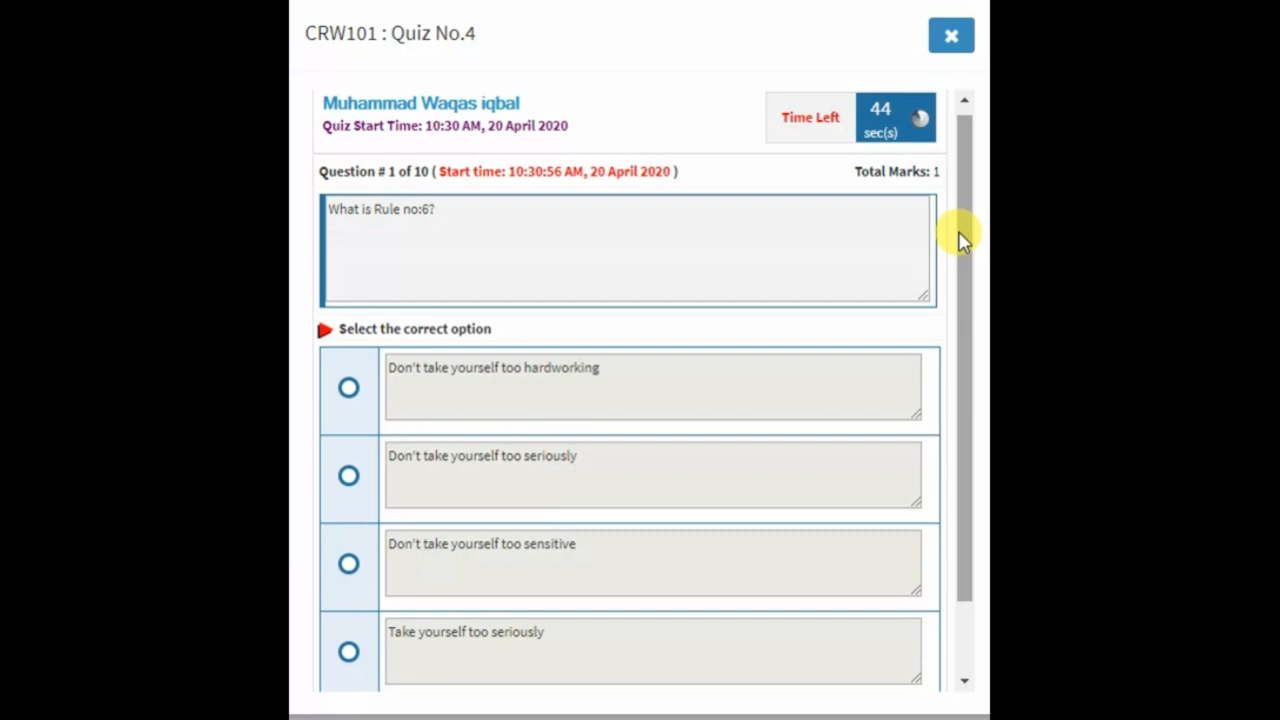 CRW101 : Quiz No.4
Muhammad Waqas iqbal
Quiz Start Time: 10:30 AM, 20 April 2020
Time Left
44
sec(s)
Question # 1 of 10 ( Start time: 10:30:56 AM, 20 April 2020 )
Total Marks: 1
What is Rule no:6?
Select the correct option
Don't take yourself too hardworking
Don't take yourself too seriously
Don't take yourself too sensitive
Take yourself too seriously